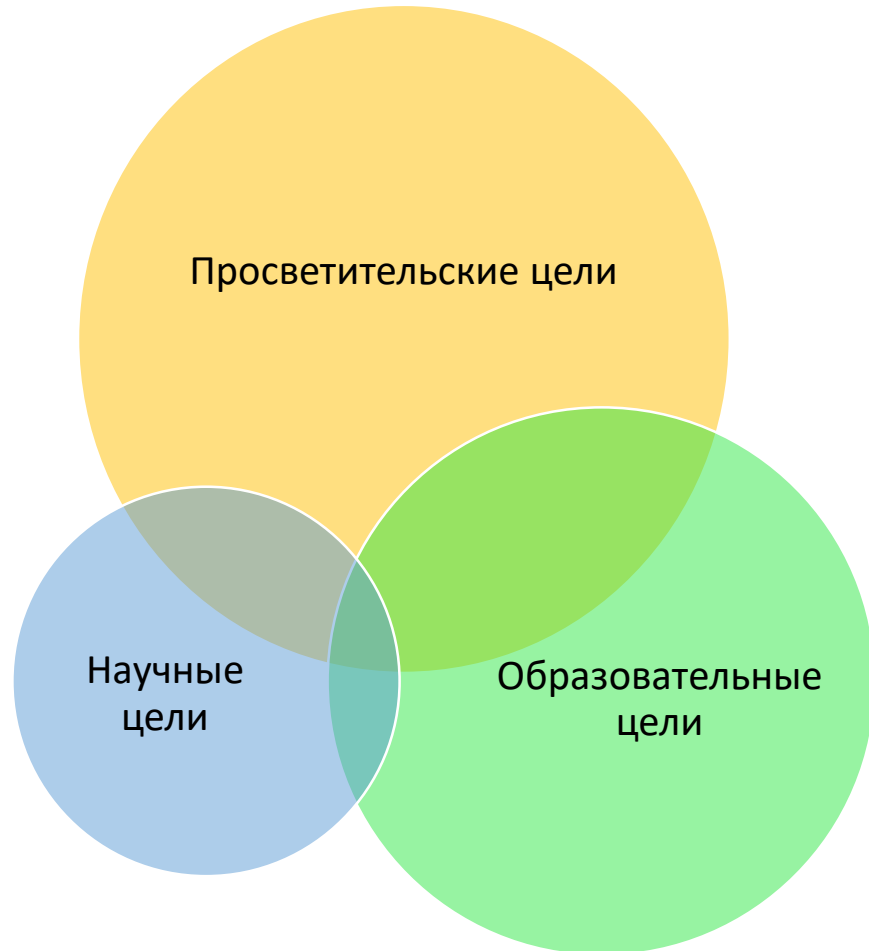 Просветительские цели
Научные
цели
Образовательные
цели